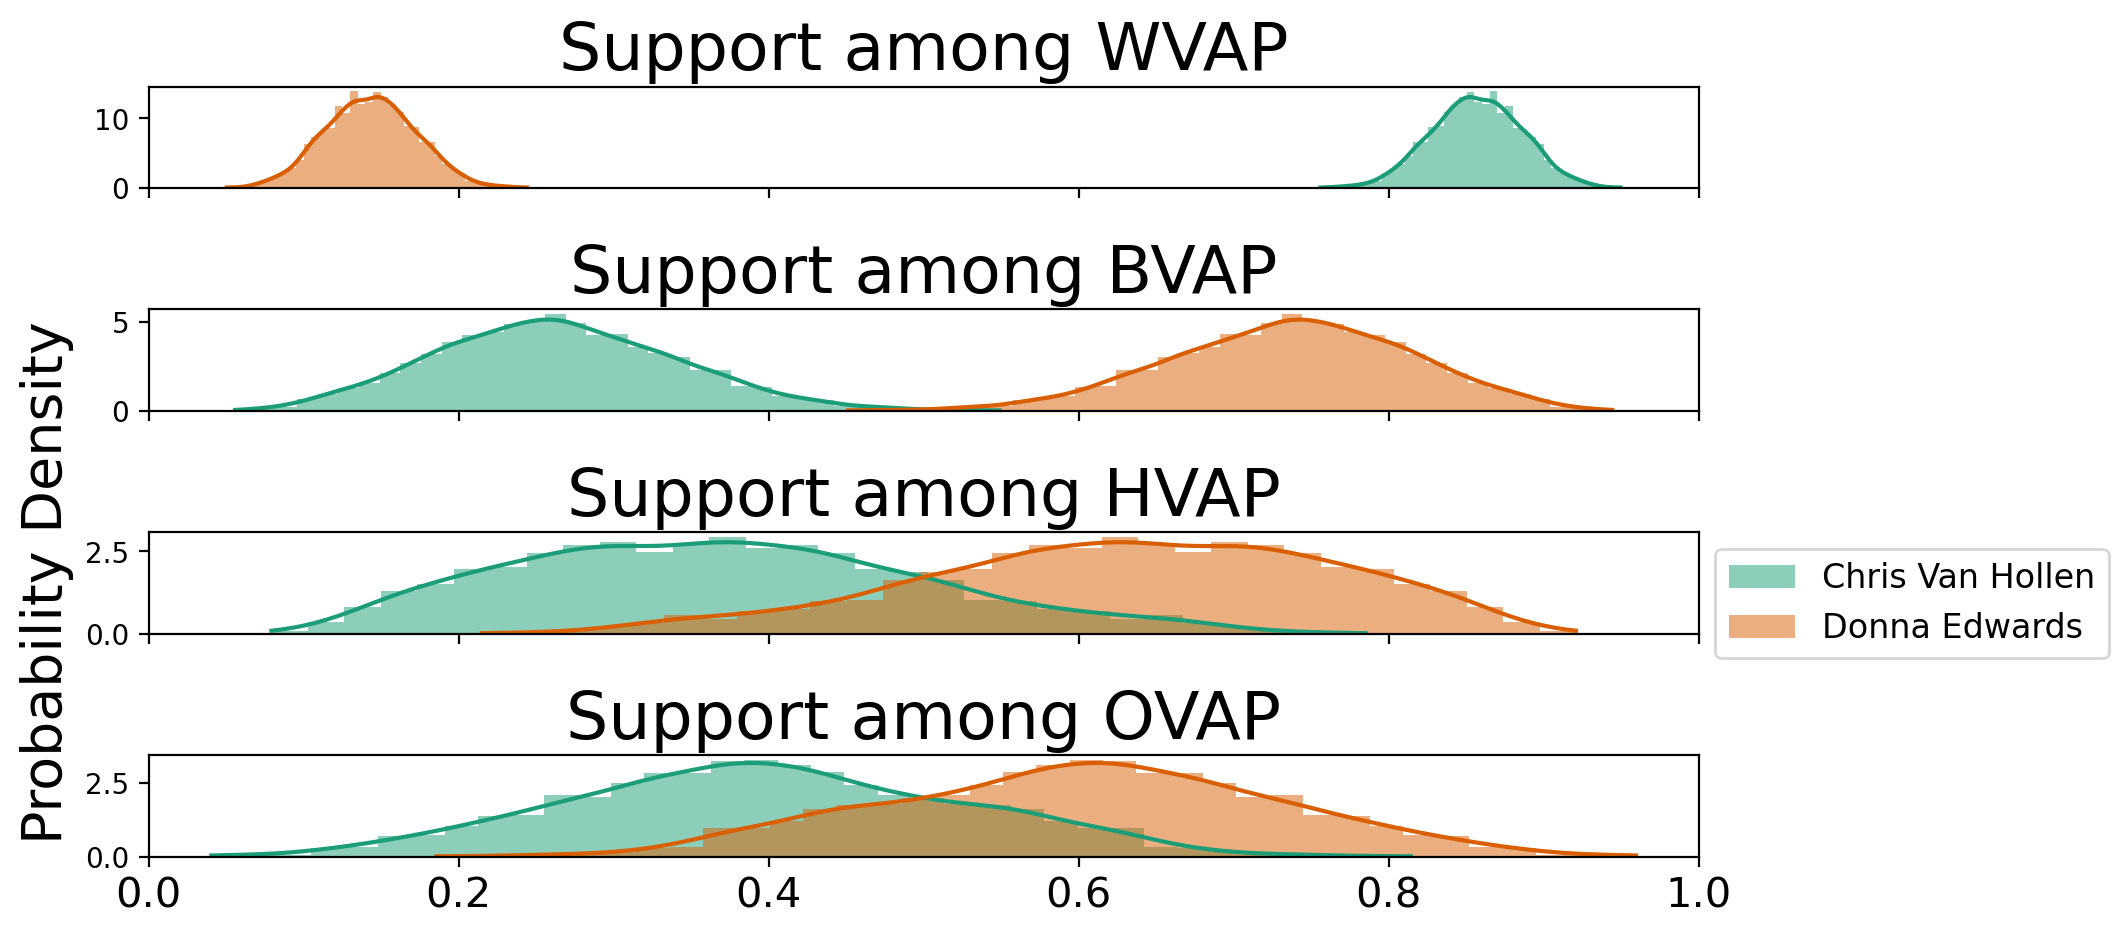 Support among WVAP
10
0
Support among BVAP
5
0
Support among HVAP
2.5
0.0
Support among OVAP
2.5
0.0
0.0 0.2 0.4 0.6 0.8 1.0
Probability Density
Chris Van Hollen
Donna Edwards